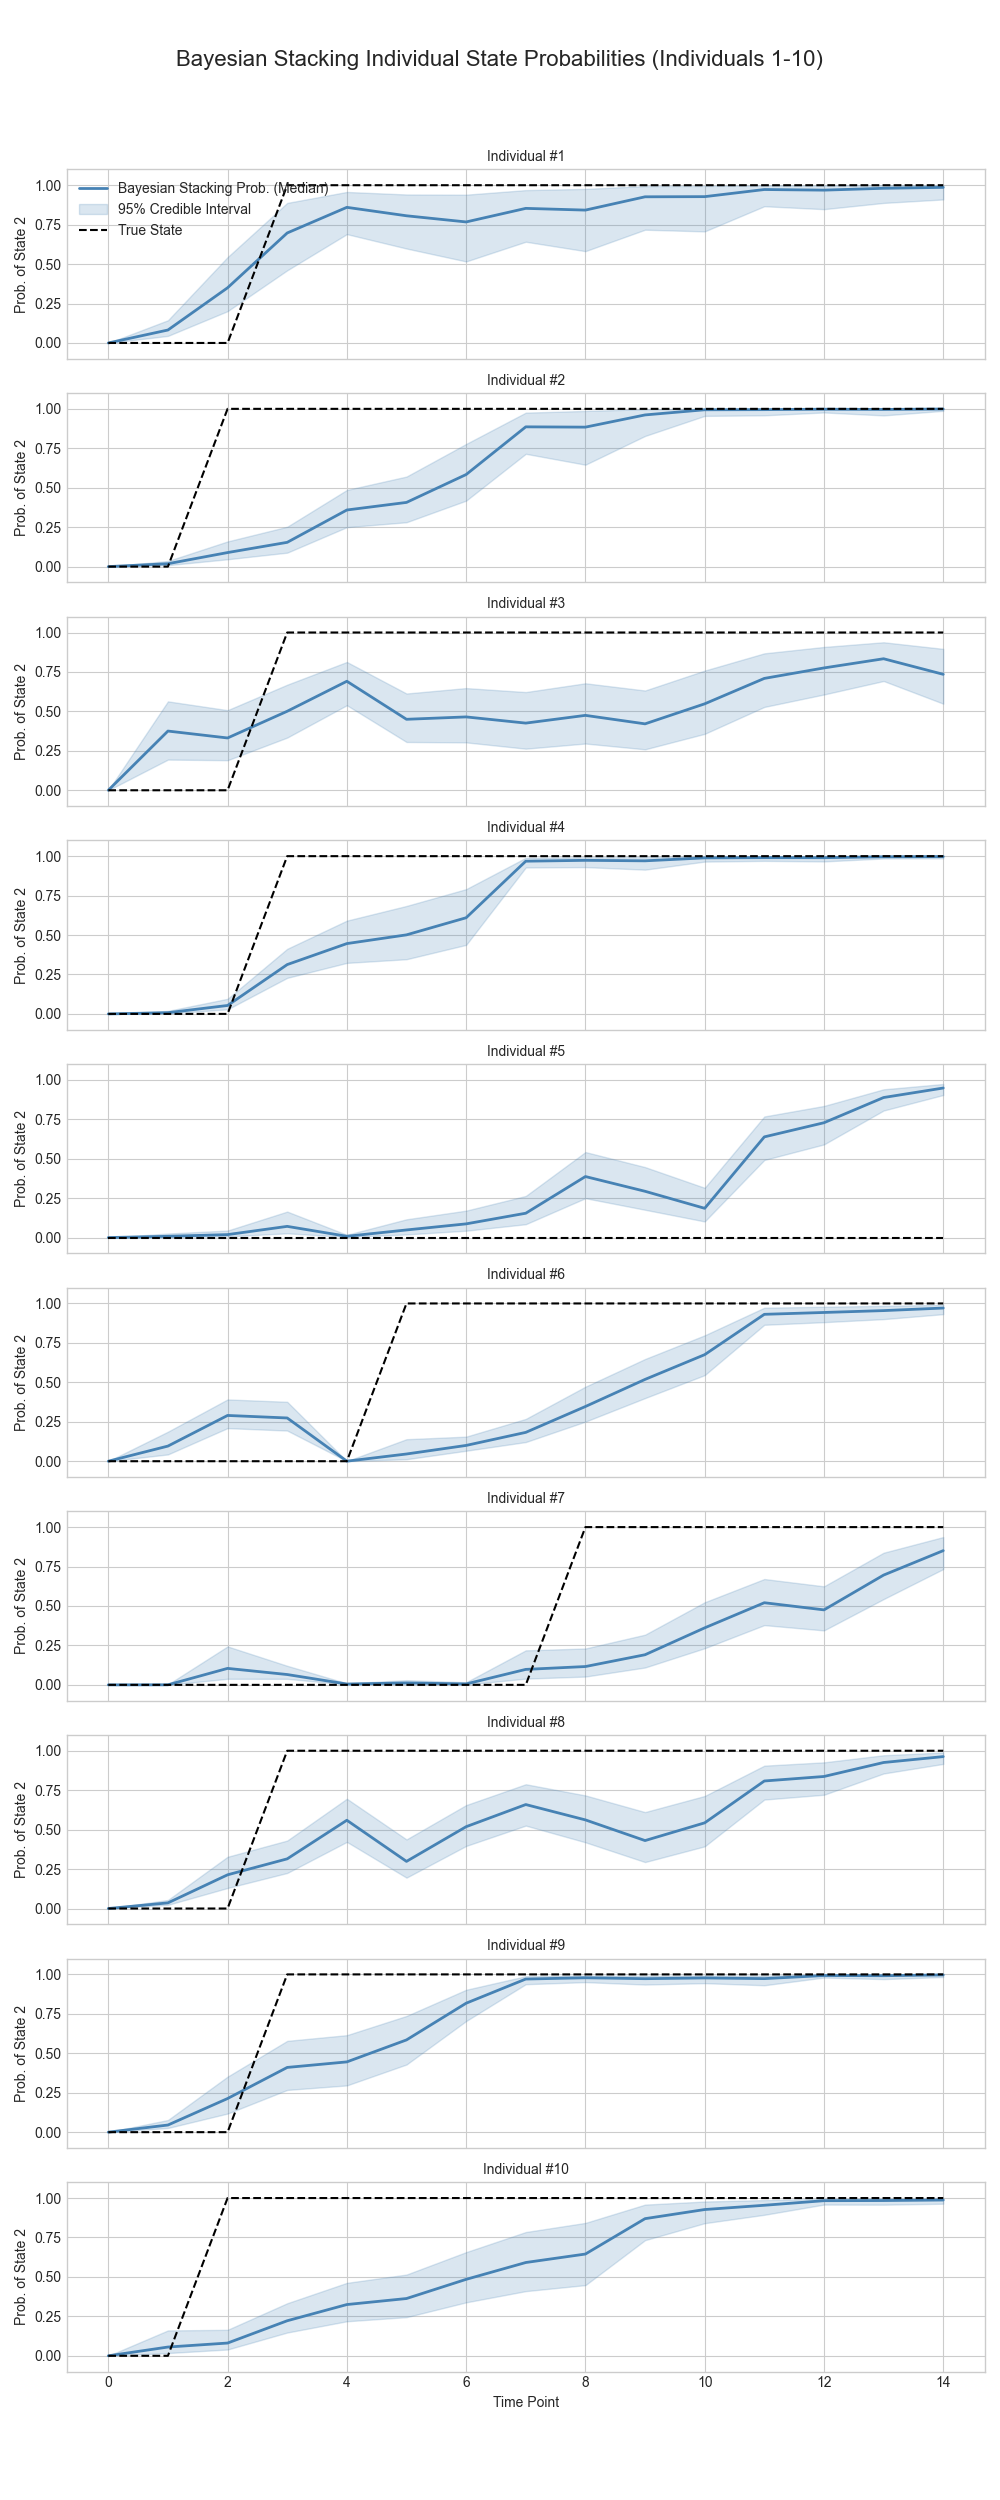 Bayesian Stacking Individual State Probabilities (Individuals 1-10)
Individual #1
Bayesian Stacking Prob. (Median)
95% Credible Interval
True State
Prob. of State 2
1.00
0.75
0.50
0.25
0.00
Individual #2
Prob. of State 2
1.00
0.75
0.50
0.25
0.00
Individual #3
Prob. of State 2
1.00
0.75
0.50
0.25
0.00
Individual #4
Prob. of State 2
1.00
0.75
0.50
0.25
0.00
Individual #5
Prob. of State 2
1.00
0.75
0.50
0.25
0.00
Individual #6
Prob. of State 2
1.00
0.75
0.50
0.25
0.00
Individual #7
Prob. of State 2
1.00
0.75
0.50
0.25
0.00
Individual #8
Prob. of State 2
1.00
0.75
0.50
0.25
0.00
Individual #9
Prob. of State 2
1.00
0.75
0.50
0.25
0.00
Individual #10
Prob. of State 2
1.00
0.75
0.50
0.25
0.00
0 2 4 6 8 10 12 14
Time Point